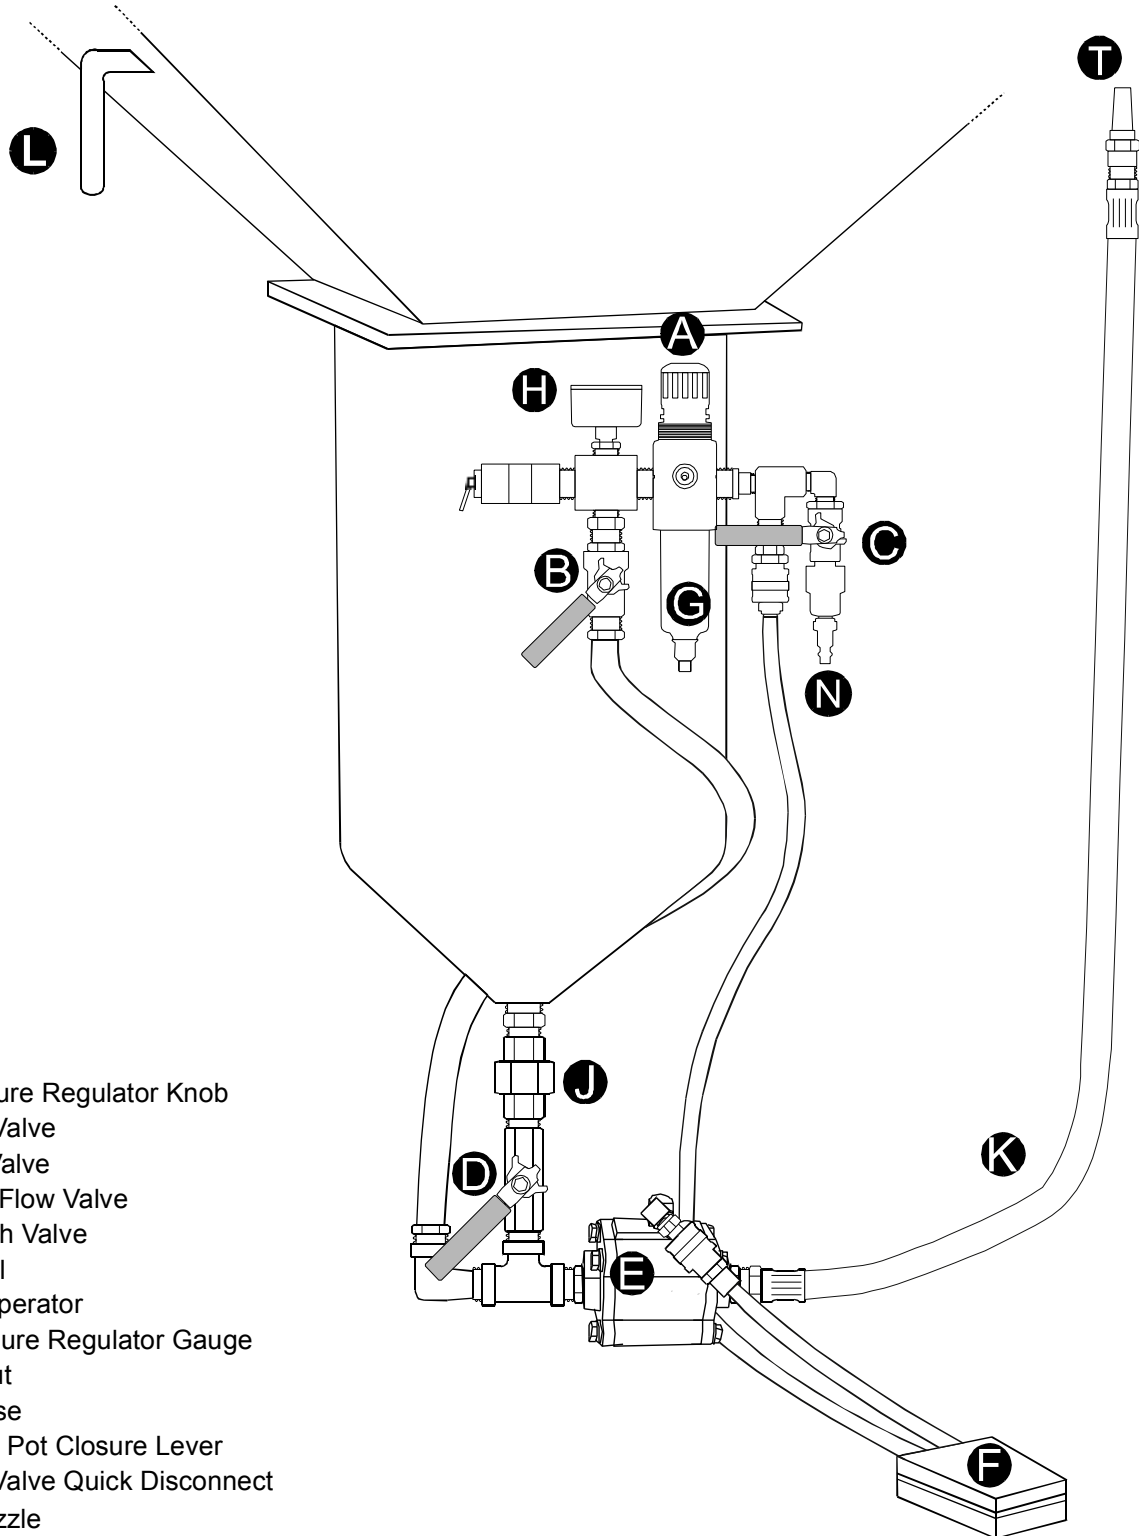 T
L
A
H
C
B
G
N
J
K
D
E
F
ure Regulator Knob
Valve
Valve
Flow Valve
h Valve
l
perator
ure Regulator Gauge
ut
se
Pot Closure Lever
Valve Quick Disconnect
zzle